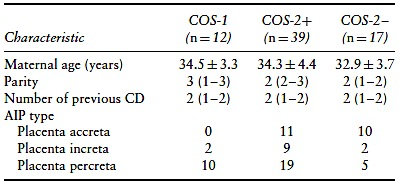 COS-1 COS-2+ COS-2−
Characteristic (n = 12) (n = 39) (n = 17)
Maternal age (years) 34.5 ± 3.3 34.3 ± 4.4 32.9 ± 3.7
Parity 3 (1–3) 2 (2–3) 2 (1–2)
Number of previous CD 2 (1–2) 2 (1–2) 2 (1–2)
AIP type
Placenta accreta 0 11 10
Placenta increta 2 9 2
Placenta percreta 10 19 5